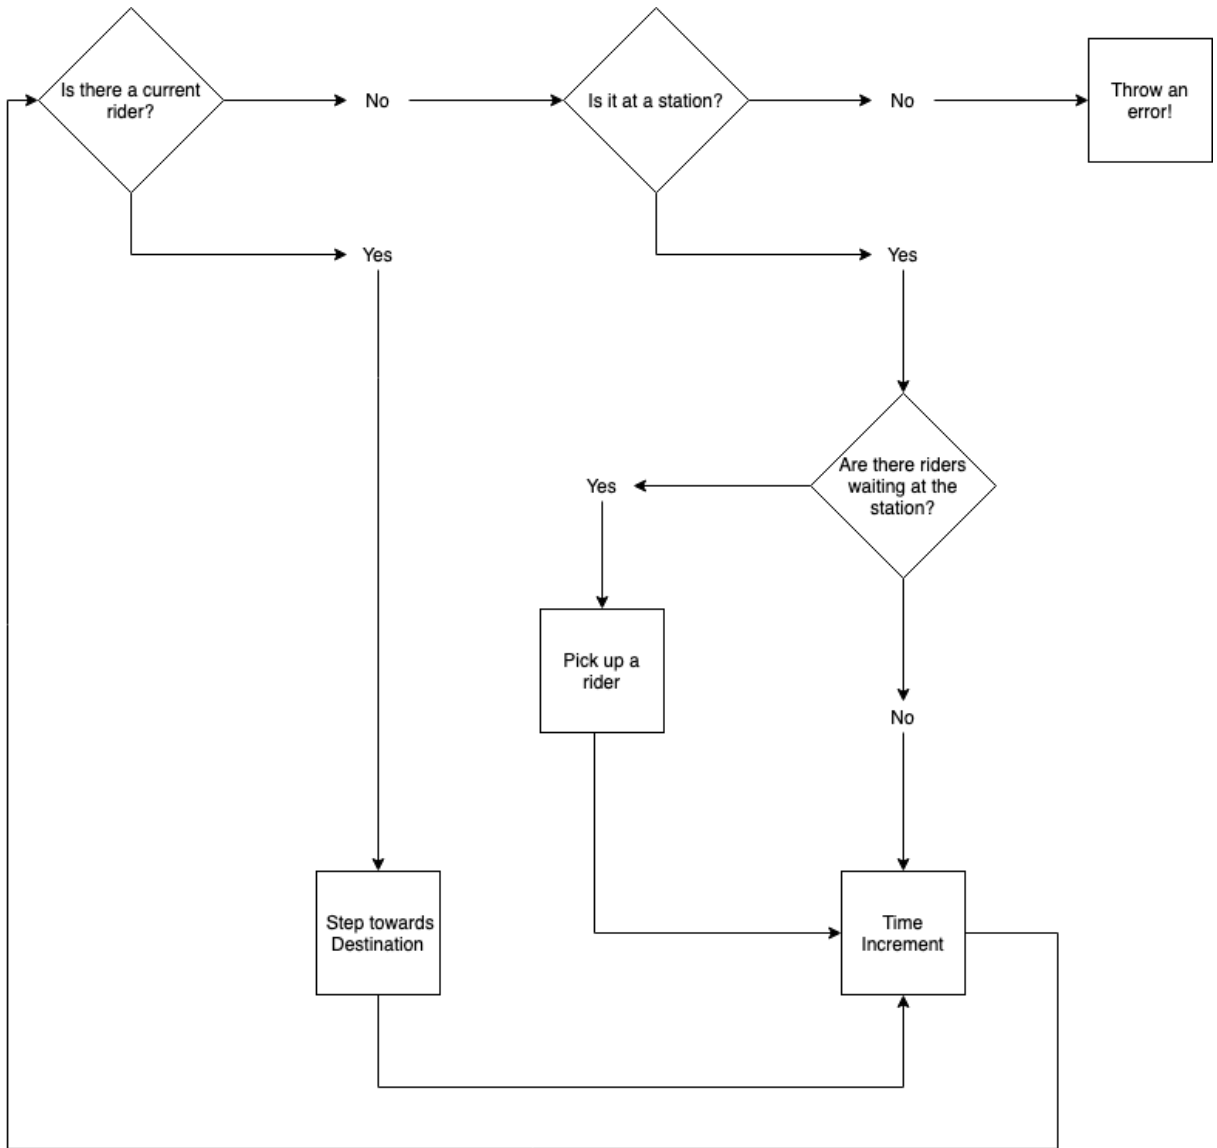 Is there a current
rider?
No
Is it at a station?
No
Throw an
error!
Yes
Yes
Are there riders
waiting at the
station?
Yes
Pick up a
rider
No
Step towards
Destination
Time
Increment